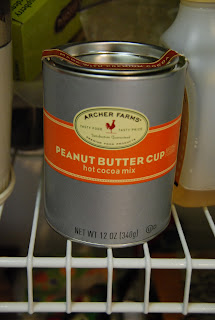 ARCHER FARMS
PEANUT BUTTER CUP
hot cocoa mix
NET WT 12 OZ (340g)